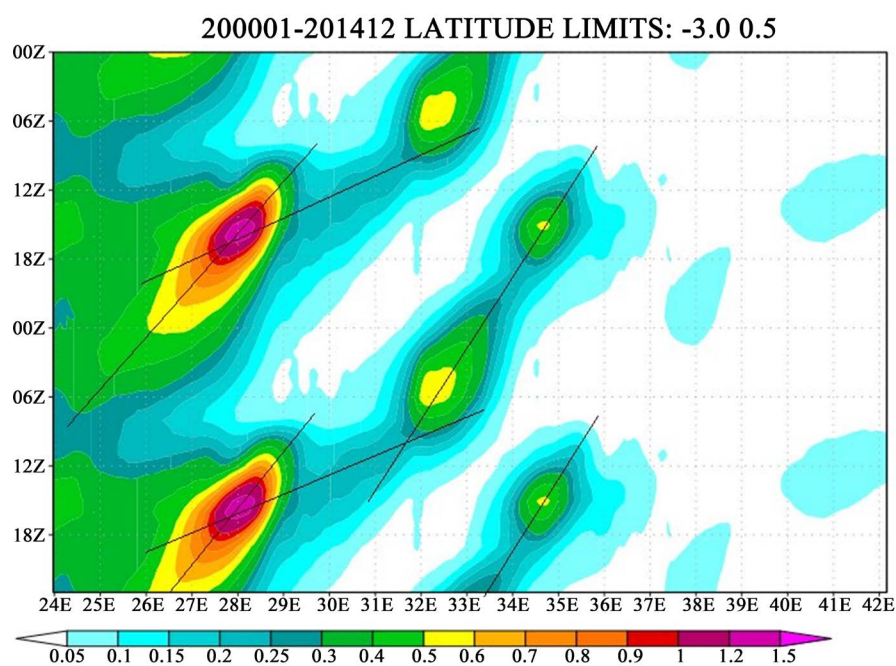 200001-201412 LATITUDE LIMITS: -3.0 0.5
00Z
06Z
12Z
18Z
00Z
06Z
12Z
18Z
24E 25E 26E 27E 28E 29E 30E 31E 32E 33E 34E 35E 36E 37E 38E 39E 40E 41E 42E
0.05 0.1 0.15 0.2 0.25 0.3 0.4 0.5 0.6 0.7 0.8 0.9 1 1.2 1.5